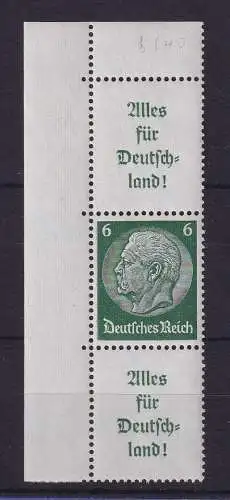 Alles
für
Deutsch-
land!
6 6
Deutsches Reich
Alles
für
Deutsch-
land!